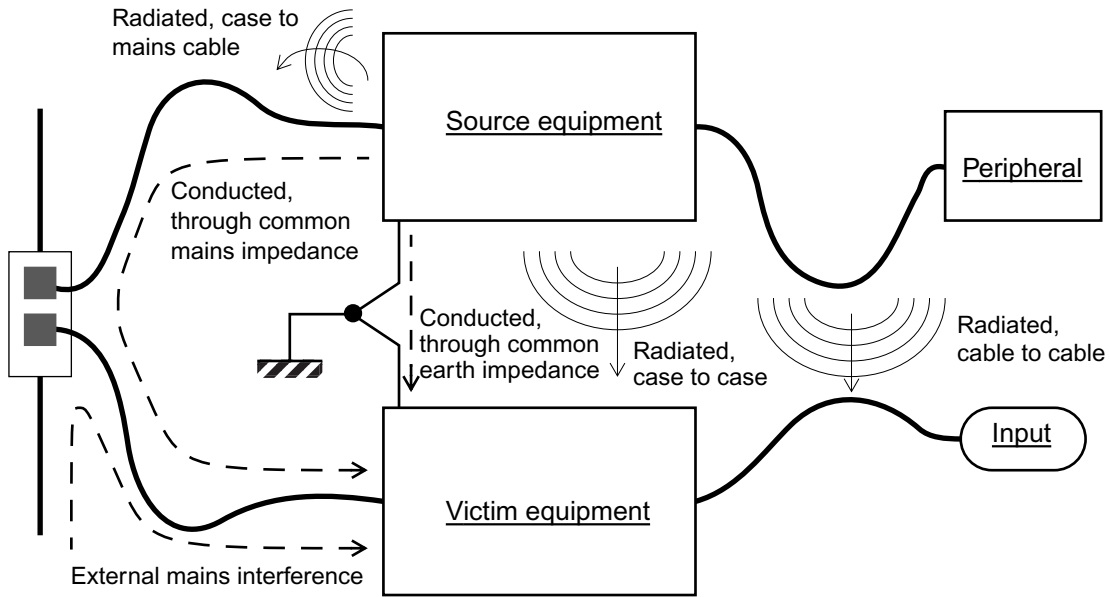 Radiated, case to
mains cable
Source equipment
Peripheral
Conducted,
through common
mains impedance
Conducted,
through common
earth impedance
Radiated,
case to case
Radiated,
cable to cable
Input
Victim equipment
External mains interference